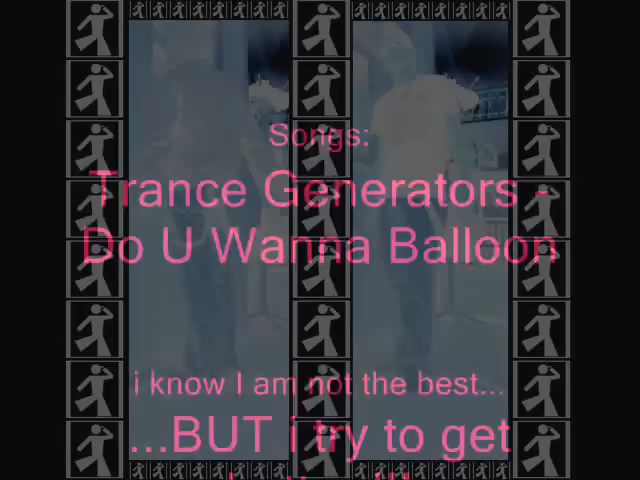 Songs:
Trance Generators -
Do U Wanna Balloon
i know I am not the best...
...BUT i try to get